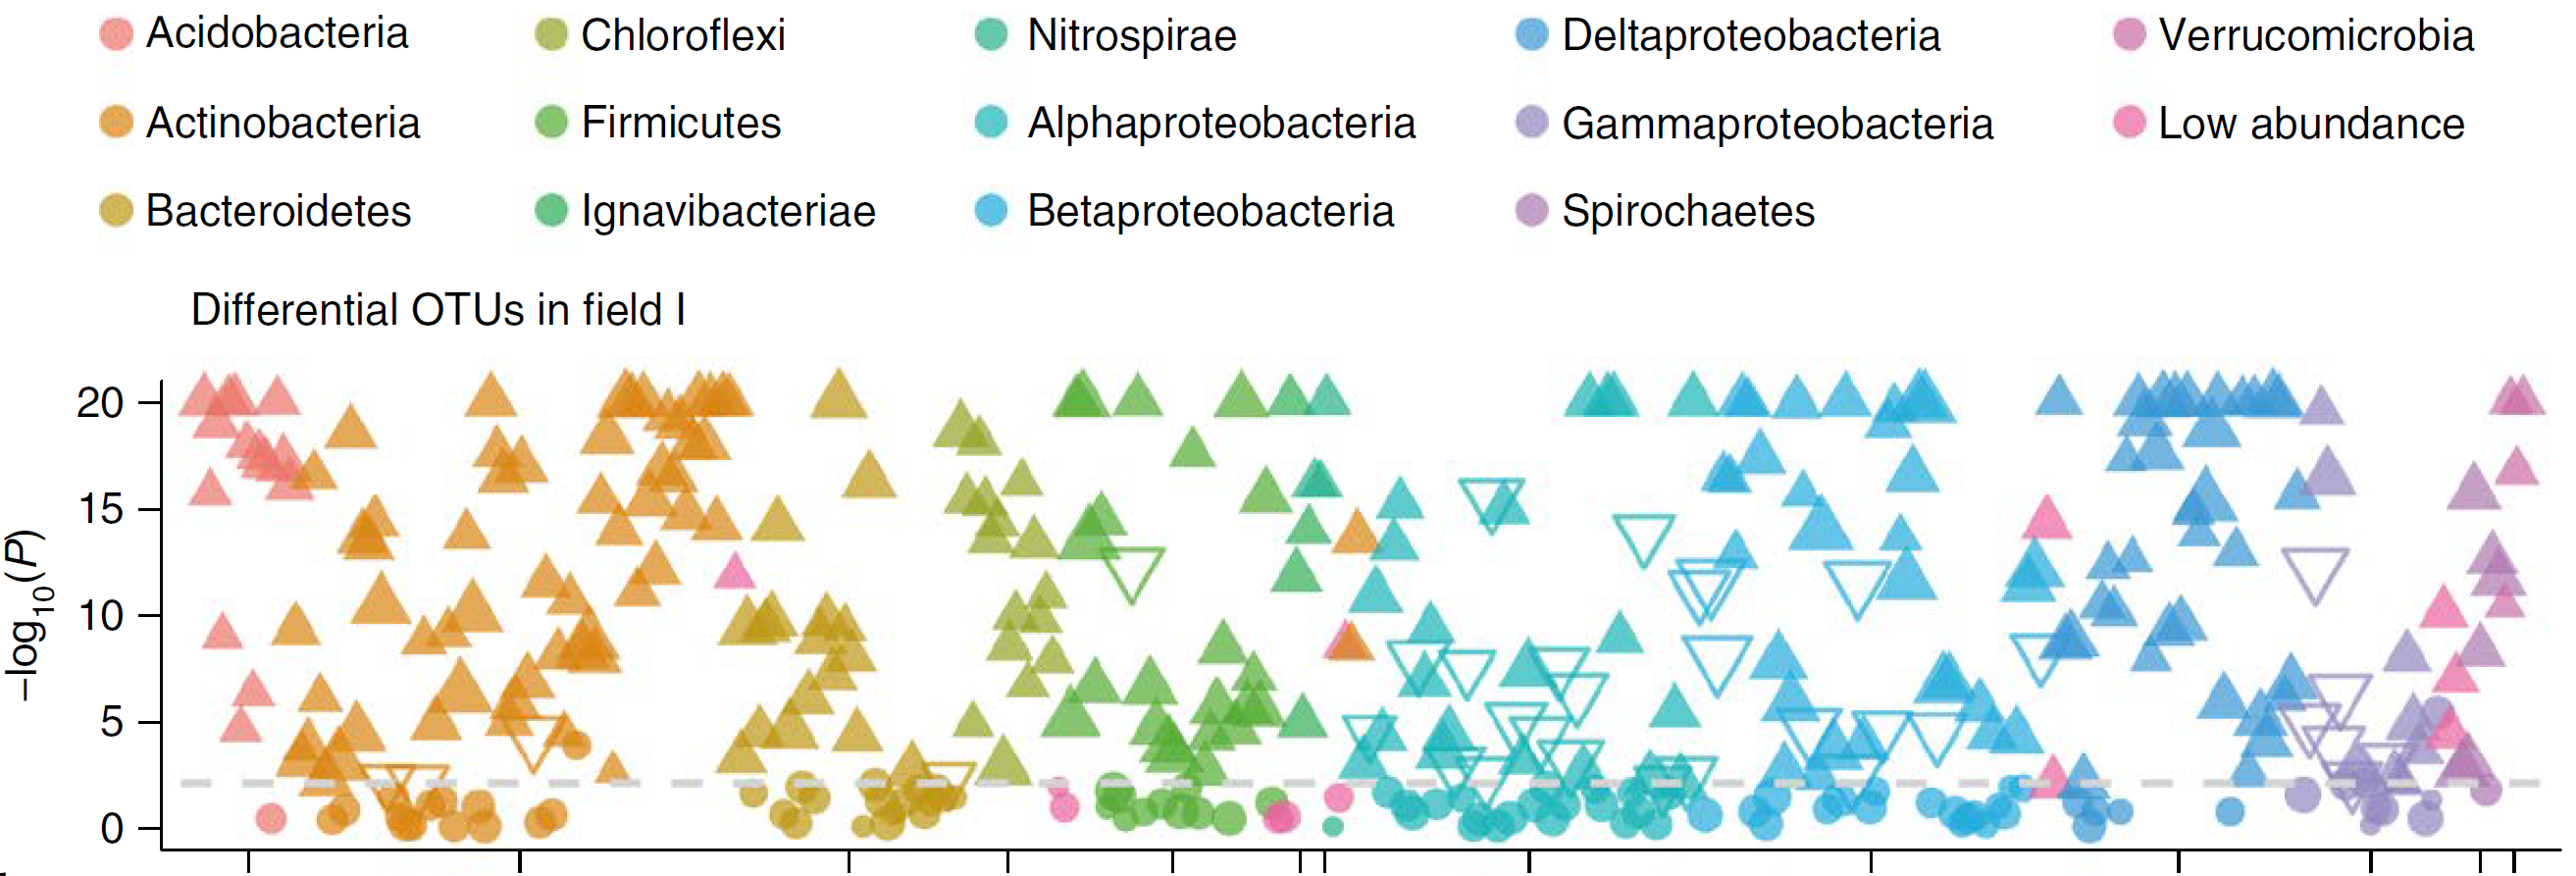 Acidobacteria Chloroflexi Nitrospirae Deltaproteobacteria Verrucomicrobia
Actinobacteria Firmicutes Alphaproteobacteria Gammaproteobacteria Low abundance
Bacteroidetes Ignavibacteriae Betaproteobacteria Spirochaetes
Differential OTUs in field I
−log10(P)
20
15
10
5
0